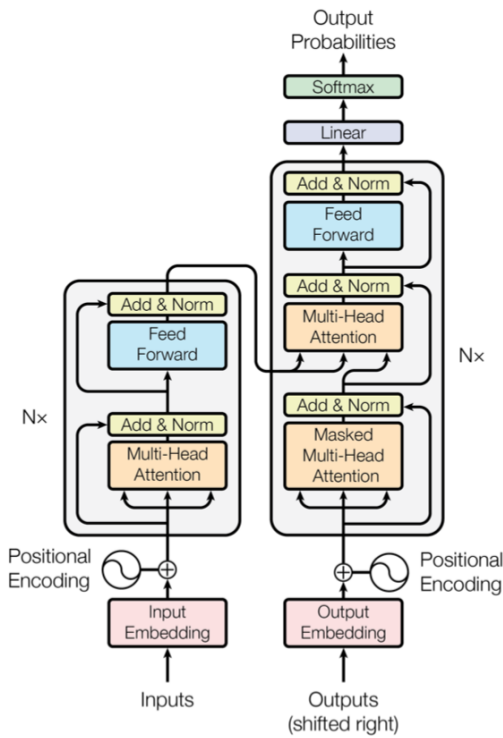 Output
Probabilities
Softmax
Linear
Add & Norm
Feed
Forward
Add & Norm
Multi-Head
Attention
Add & Norm
Masked
Multi-Head
Attention
N×
Add & Norm
Feed
Forward
Add & Norm
Multi-Head
Attention
N×
Positional
Encoding
Input
Embedding
Inputs
Positional
Encoding
Output
Embedding
Outputs
(shifted right)